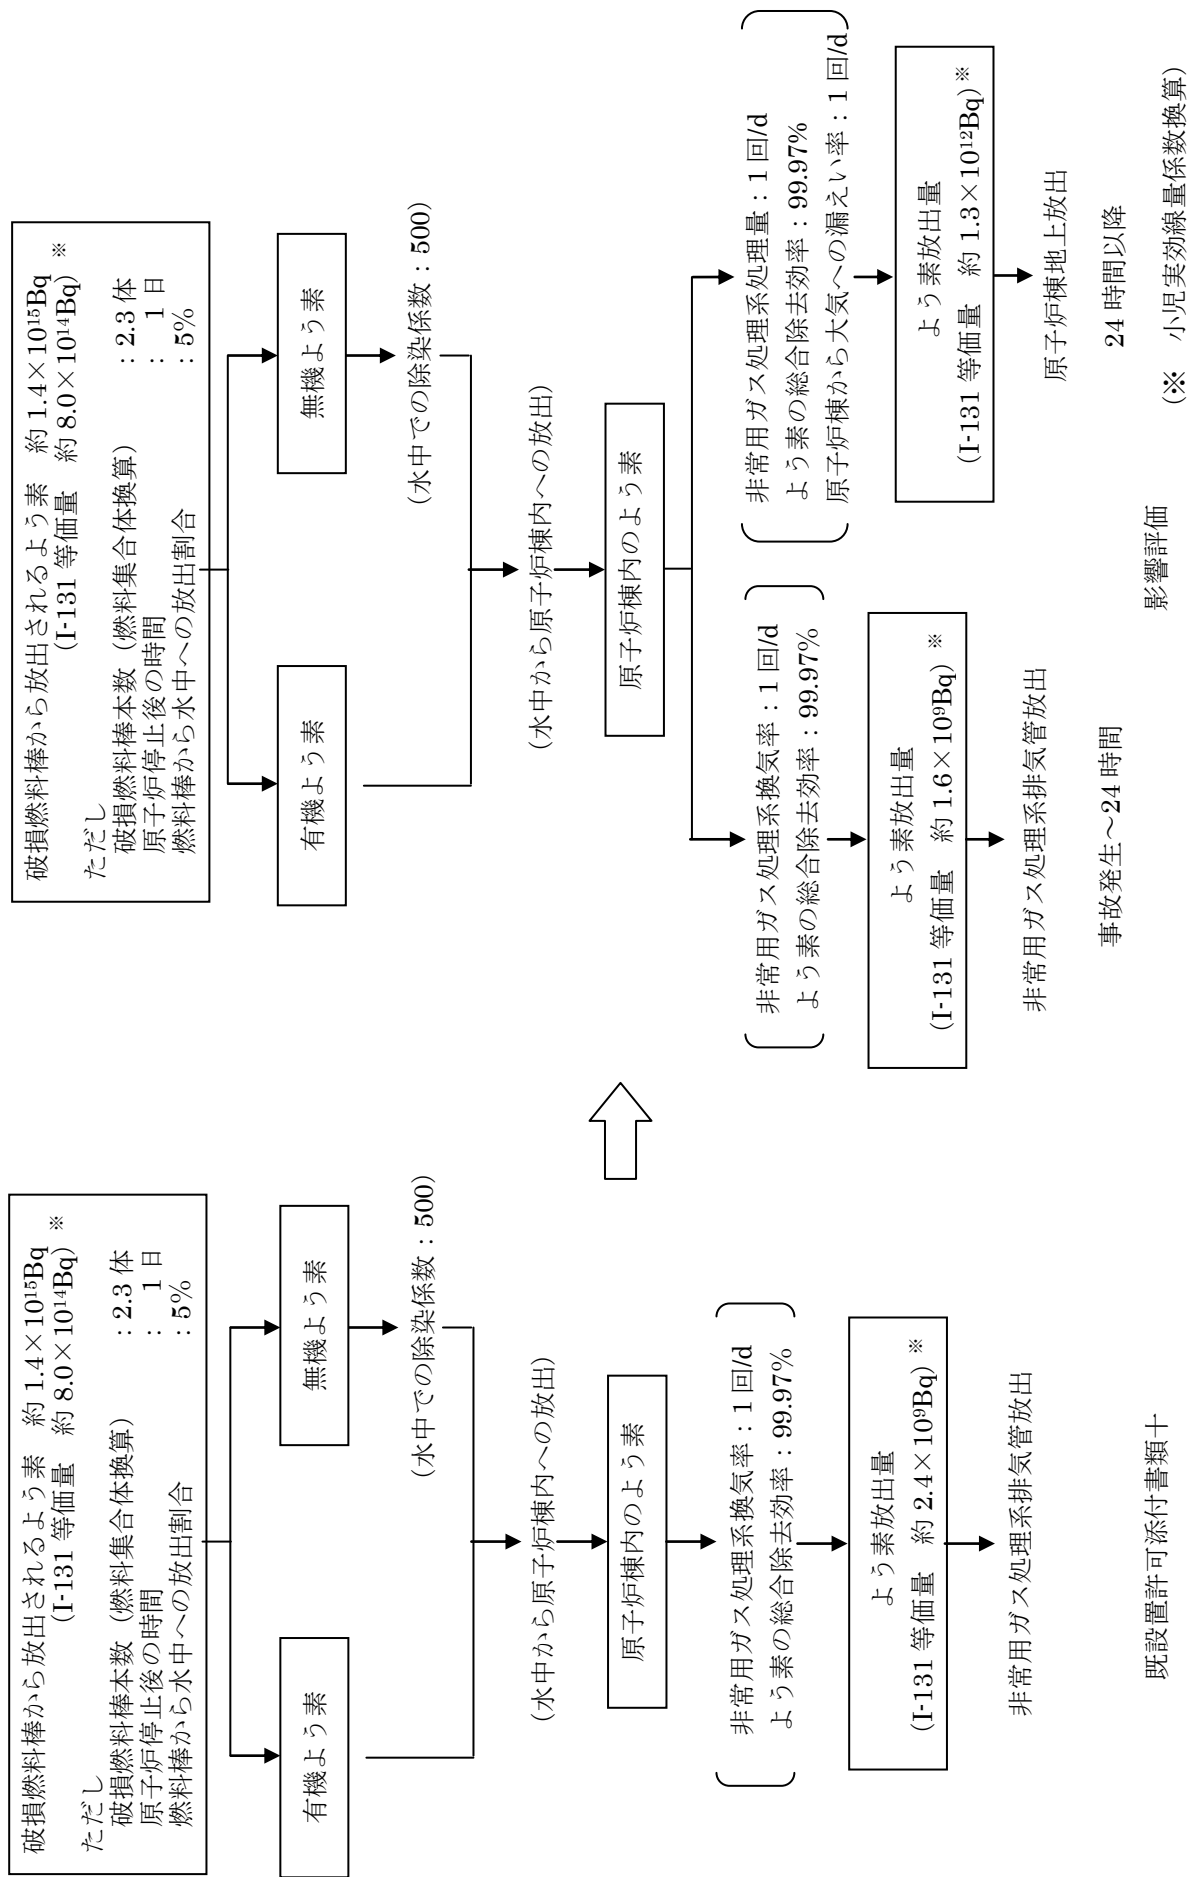 破損燃料棒から放出されるよう素　約 1.4×10¹⁵Bq
(I-131 等価量　約 8.0×10¹⁴Bq) ※
ただし
破損燃料棒本数（燃料集合体換算）：2.3 体
原子炉停止後の時間：1 日
燃料棒から水中への放出割合：5%
有機よう素
無機よう素
(水中での除染係数：500)
(水中から原子炉棟内への放出)
原子炉棟内のよう素
非常用ガス処理系換気率：1 回/d
よう素の総合除去効率：99.97%
よう素放出量
(I-131 等価量　約 2.4×10⁹Bq) ※
非常用ガス処理系排気管放出
既設置許可添付書類十
破損燃料棒から放出されるよう素　約 1.4×10¹⁵Bq
(I-131 等価量　約 8.0×10¹⁴Bq) ※
ただし
破損燃料棒本数（燃料集合体換算）：2.3 体
原子炉停止後の時間：1 日
燃料棒から水中への放出割合：5%
有機よう素
無機よう素
(水中での除染係数：500)
(水中から原子炉棟内への放出)
原子炉棟内のよう素
非常用ガス処理系換気率：1 回/d
よう素の総合除去効率：99.97%
よう素放出量
(I-131 等価量　約 1.6×10⁹Bq) ※
非常用ガス処理系排気管放出
事故発生～24 時間
非常用ガス処理系処理量：1 回/d
よう素の総合除去効率：99.97%
原子炉棟から大気への漏えい率：1 回/d
よう素放出量
(I-131 等価量　約 1.3×10¹²Bq) ※
原子炉棟地上放出
24 時間以降
影響評価
(※　小児実効線量係数換算)